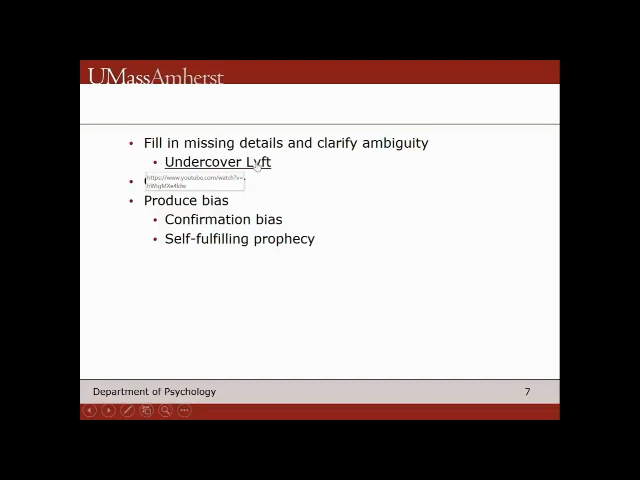 UMassAmherst
• Fill in missing details and clarify ambiguity
• Undercover Lyft
https://www.youtube.com/watch?v=
• Produce bias
• Confirmation bias
• Self-fulfilling prophecy
Department of Psychology 7